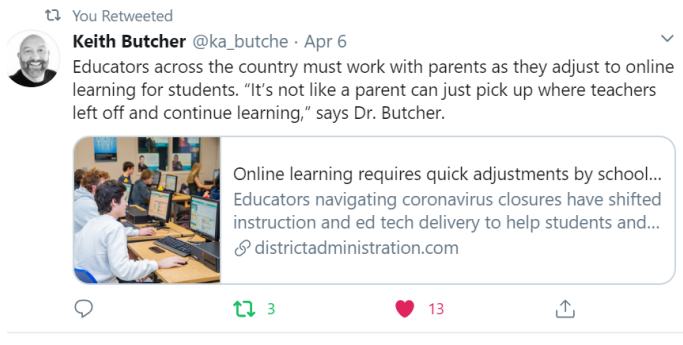 You Retweeted
Keith Butcher @ka_butche · Apr 6
Educators across the country must work with parents as they adjust to online
learning for students. “It’s not like a parent can just pick up where teachers
left off and continue learning,” says Dr. Butcher.
Online learning requires quick adjustments by school...
Educators navigating coronavirus closures have shifted
instruction and ed tech delivery to help students and...
districtadministration.com
3 13